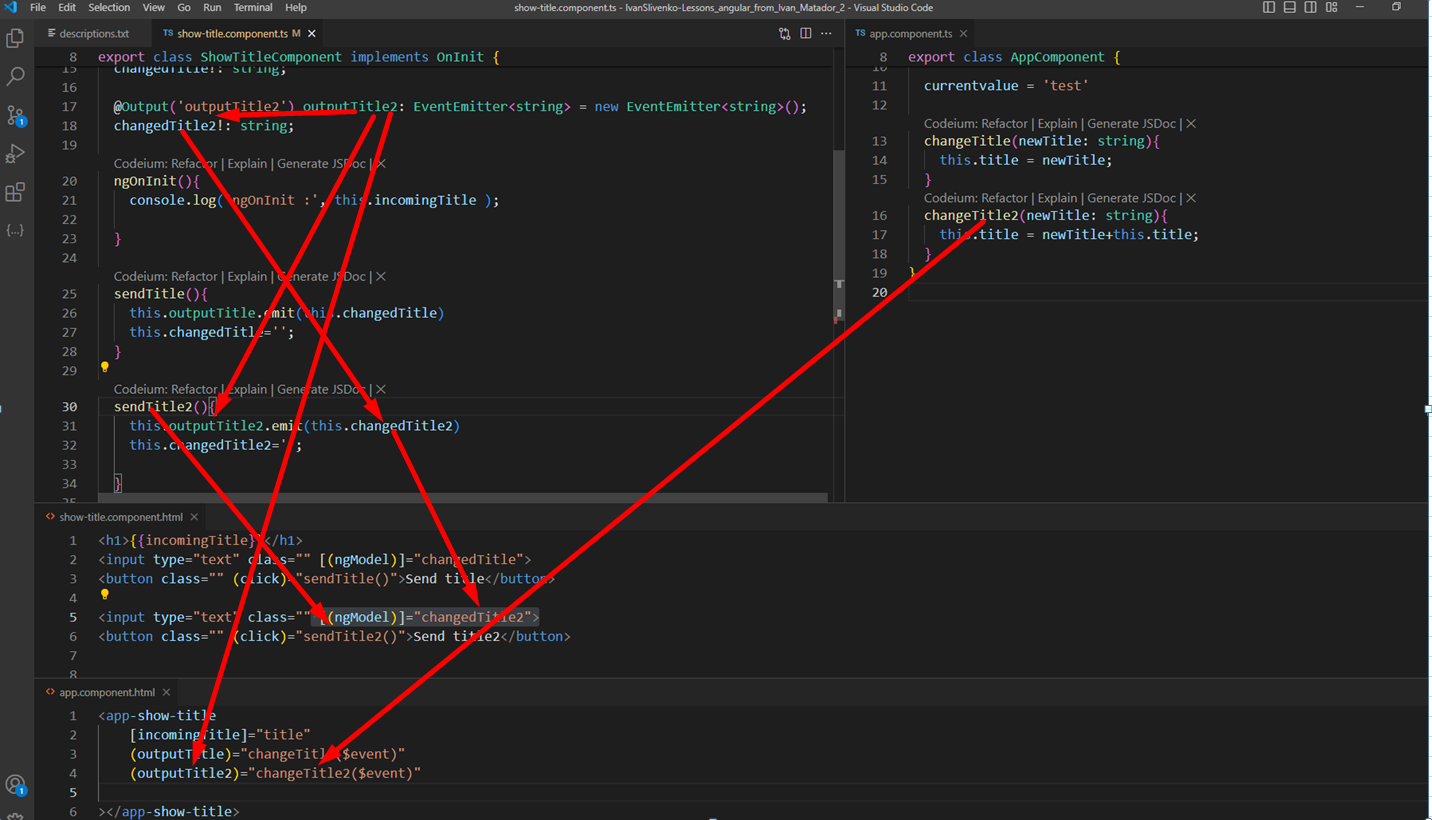 File Edit Selection View Go Run Terminal Help
show-title.component.ts - IvanSlivenko-Lessons_angular_from_Ivan_Matador_2 - Visual Studio Code
descriptions.txt
TS show-title.component.ts M
8 export class ShowTitleComponent implements OnInit {
15 changedTitle!: string;
16
17 @Output('outputTitle2') outputTitle2: EventEmitter<string> = new EventEmitter<string>();
18 changedTitle2!: string;
19
Codeium: Refactor | Explain | Generate JSDoc |
20 ngOnInit(){
21 console.log( ngOnInit :', this.incomingTitle );
22
23 }
24
Codeium: Refactor | Explain | Generate JSDoc |
25 sendTitle(){
26 this.outputTitle.emit(this.changedTitle)
27 this.changedTitle='';
28 }
29
Codeium: Refactor | Explain | Generate JSDoc |
30 sendTitle2(){
31 this.outputTitle2.emit(this.changedTitle2)
32 this.changedTitle2='';
33
34 }
35
TS app.component.ts
8 export class AppComponent {
10
11 currentvalue = 'test'
12
Codeium: Refactor | Explain | Generate JSDoc |
13 changeTitle(newTitle: string){
14 this.title = newTitle;
15 }
Codeium: Refactor | Explain | Generate JSDoc |
16 changeTitle2(newTitle: string){
17 this.title = newTitle+this.title;
18 }
19 }
20
show-title.component.html
1 <h1>{{incomingTitle}}</h1>
2 <input type="text" class="" [(ngModel)]="changedTitle">
3 <button class="" (click)="sendTitle()">Send title</button>
4
5 <input type="text" class="" [(ngModel)]="changedTitle2">
6 <button class="" (click)="sendTitle2()">Send title2</button>
7
8
app.component.html
1 <app-show-title
2 [incomingTitle]="title"
3 (outputTitle)="changeTitle($event)"
4 (outputTitle2)="changeTitle2($event)"
5
6 ></app-show-title>
1
1